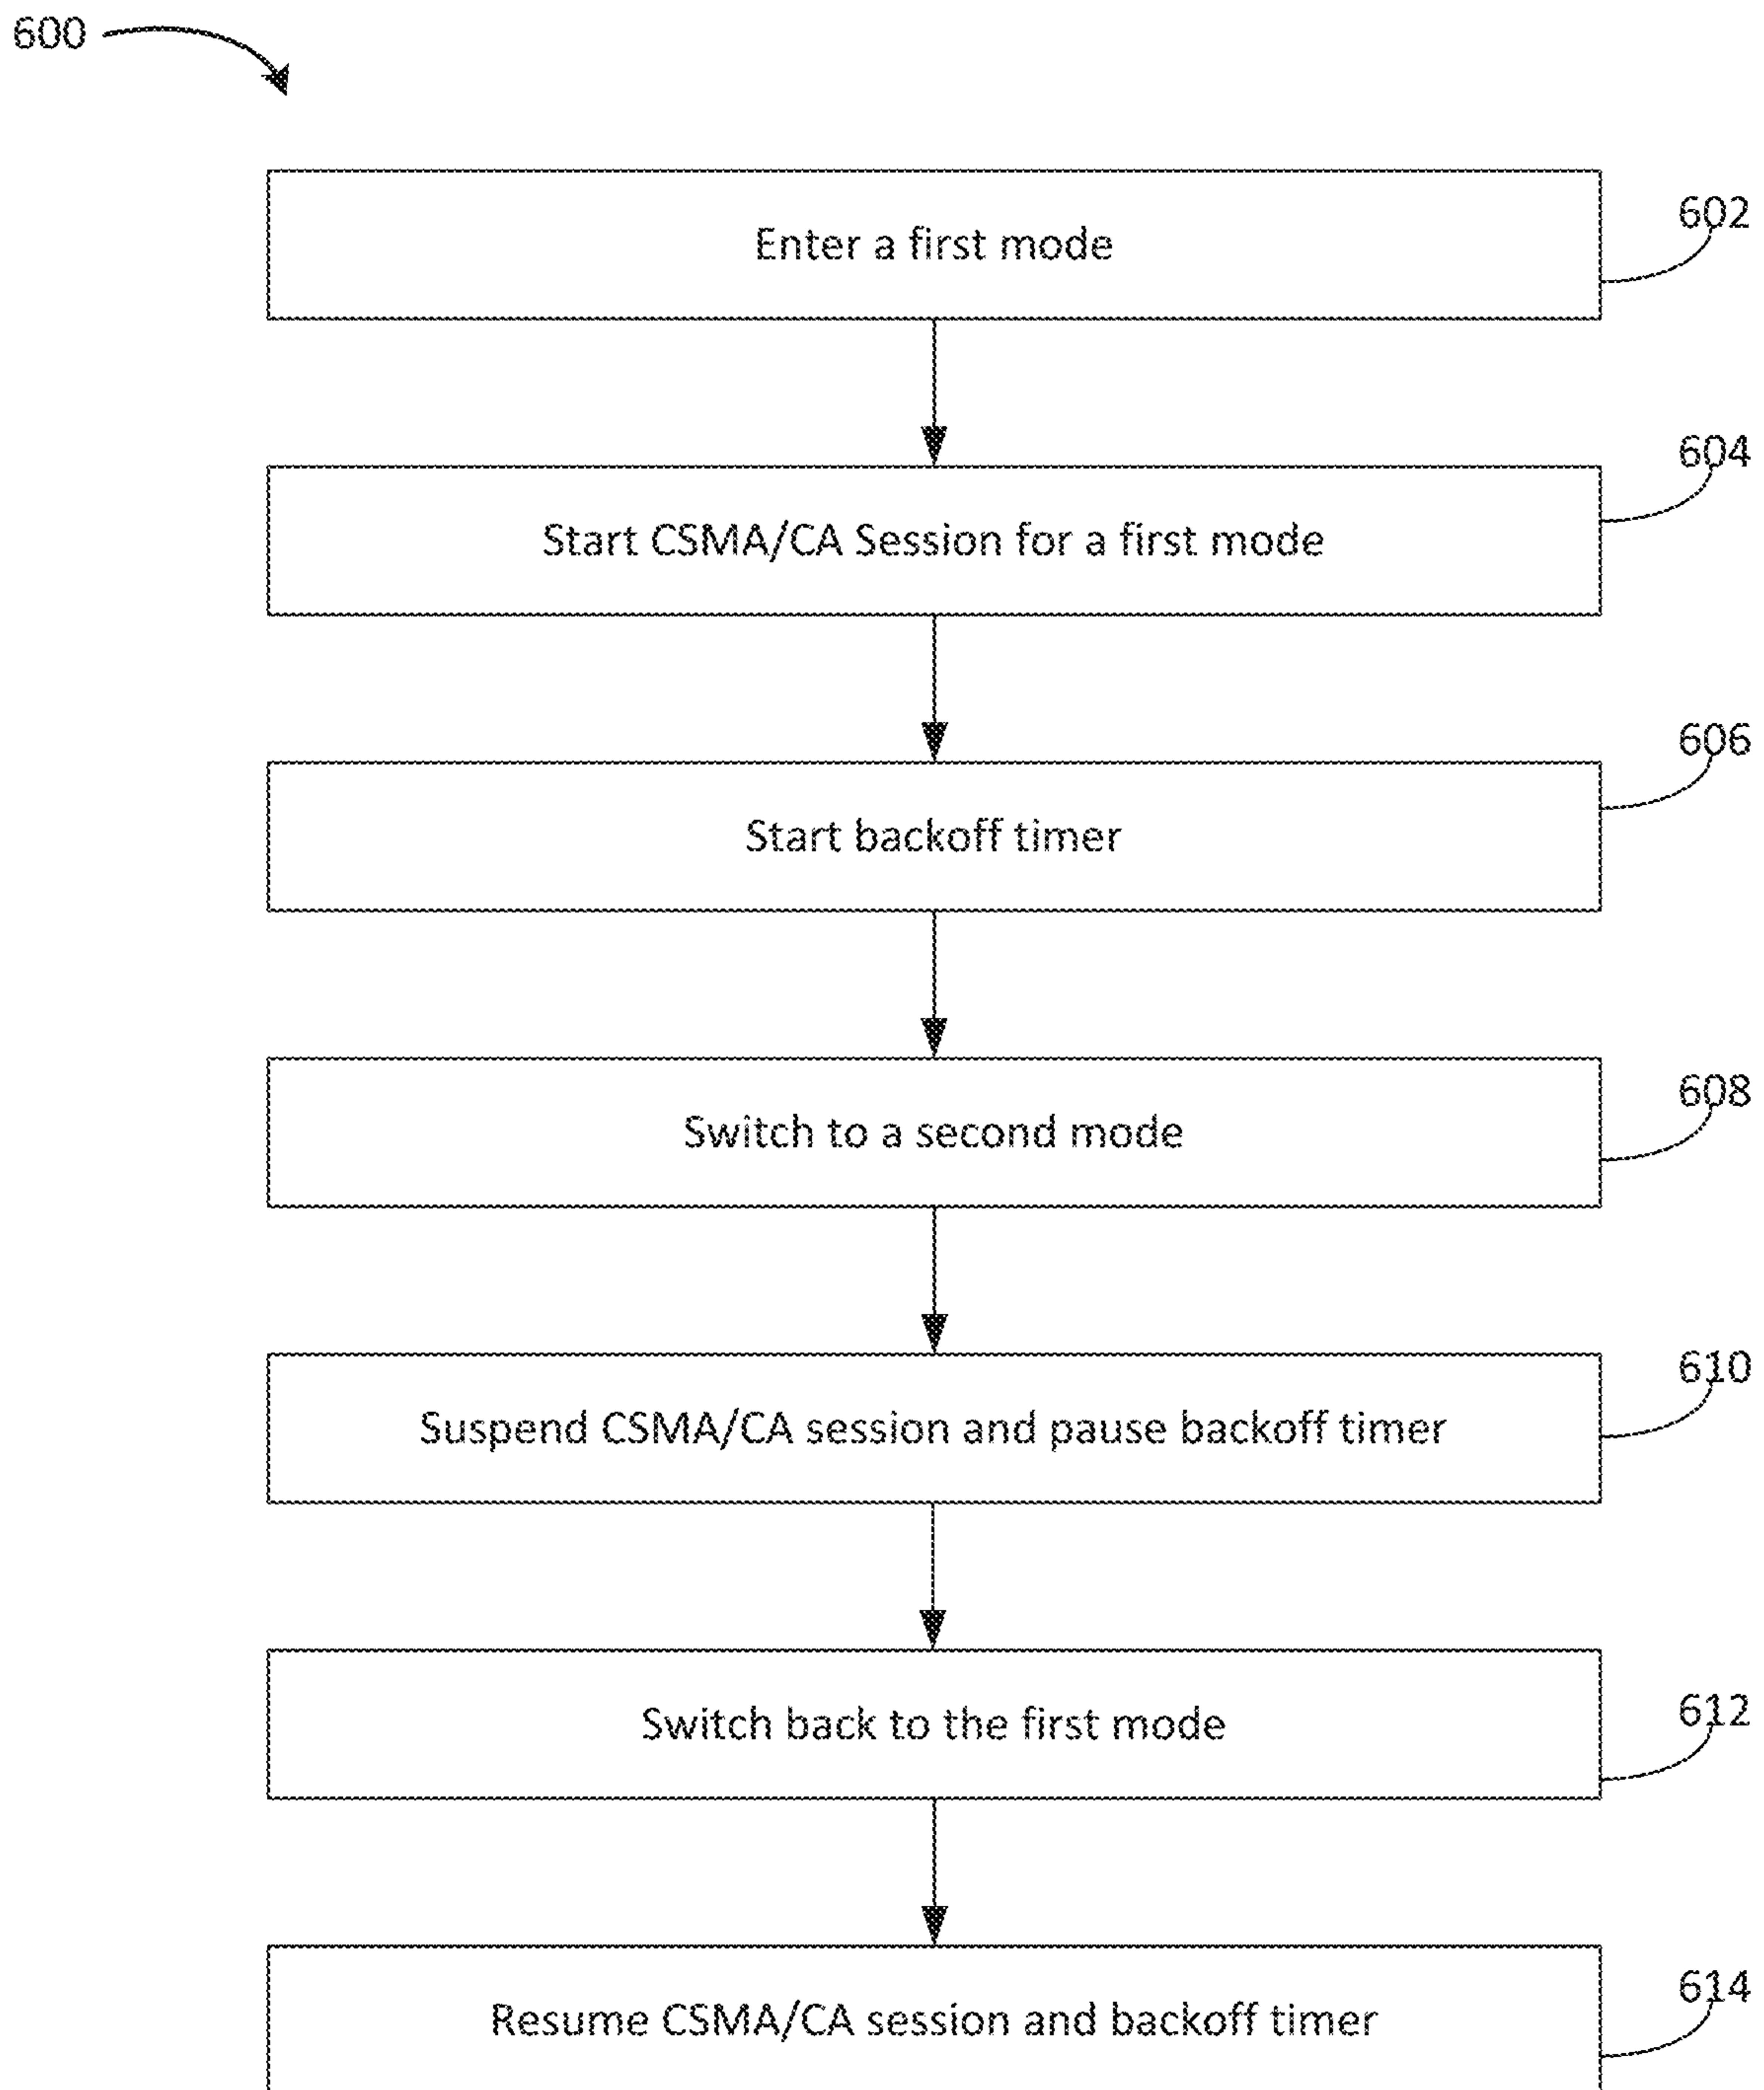 600
Enter a first mode
602
Start CSMA/CA Session for a first mode
604
Start backoff timer
606
Switch to a second mode
608
Suspend CSMA/CA session and pause backoff timer
610
Switch back to the first mode
612
Resume CSMA/CA session and backoff timer
614